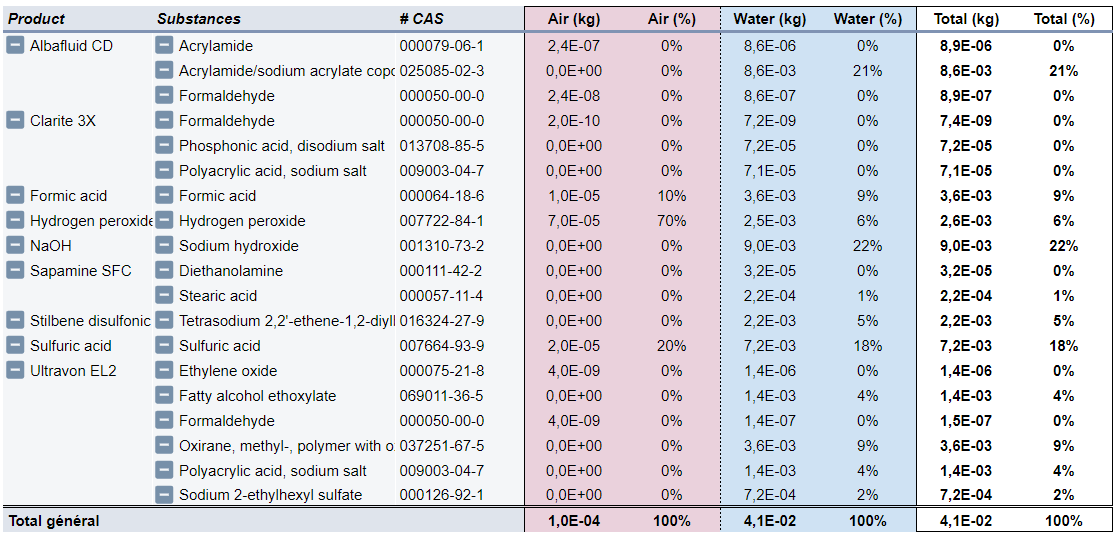 Product Substances # CAS Air (kg) Air (%) Water (kg) Water (%) Total (kg) Total (%)
Albafluid CD Acrylamide 000079-06-1 2,4E-07 0% 8,6E-06 0% 8,9E-06 0%
Acrylamide/sodium acrylate copo 025085-02-3 0,0E+00 0% 8,6E-03 21% 8,6E-03 21%
Formaldehyde 000050-00-0 2,4E-08 0% 8,6E-07 0% 8,9E-07 0%
Clarite 3X Formaldehyde 000050-00-0 2,0E-10 0% 7,2E-09 0% 7,4E-09 0%
Phosphonic acid, disodium salt 013708-85-5 0,0E+00 0% 7,2E-05 0% 7,2E-05 0%
Polyacrylic acid, sodium salt 009003-04-7 0,0E+00 0% 7,1E-05 0% 7,1E-05 0%
Formic acid Formic acid 000064-18-6 1,0E-05 10% 3,6E-03 9% 3,6E-03 9%
Hydrogen peroxide Hydrogen peroxide 007722-84-1 7,0E-05 70% 2,5E-03 6% 2,6E-03 6%
NaOH Sodium hydroxide 001310-73-2 0,0E+00 0% 9,0E-03 22% 9,0E-03 22%
Sapamine SFC Diethanolamine 000111-42-2 0,0E+00 0% 3,2E-05 0% 3,2E-05 0%
Stearic acid 000057-11-4 0,0E+00 0% 2,2E-04 1% 2,2E-04 1%
Stilbene disulfonic Tetrasodium 2,2'-ethene-1,2-diyll 016324-27-9 0,0E+00 0% 2,2E-03 5% 2,2E-03 5%
Sulfuric acid Sulfuric acid 007664-93-9 2,0E-05 20% 7,2E-03 18% 7,2E-03 18%
Ultravon EL2 Ethylene oxide 000075-21-8 4,0E-09 0% 1,4E-06 0% 1,4E-06 0%
Fatty alcohol ethoxylate 069011-36-5 0,0E+00 0% 1,4E-03 4% 1,4E-03 4%
Formaldehyde 000050-00-0 4,0E-09 0% 1,4E-07 0% 1,5E-07 0%
Oxirane, methyl-, polymer with o 037251-67-5 0,0E+00 0% 3,6E-03 9% 3,6E-03 9%
Polyacrylic acid, sodium salt 009003-04-7 0,0E+00 0% 1,4E-03 4% 1,4E-03 4%
Sodium 2-ethylhexyl sulfate 000126-92-1 0,0E+00 0% 7,2E-04 2% 7,2E-04 2%
Total général 1,0E-04 100% 4,1E-02 100% 4,1E-02 100%